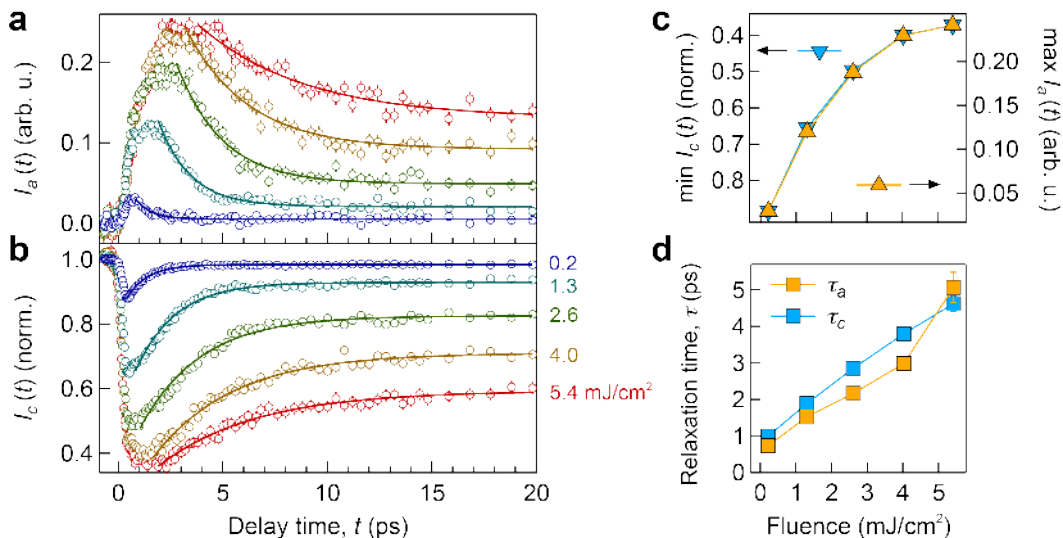 a
I_a (t) (arb. u.)
0.2
0.1
0.0
b
I_c (t) (norm.)
1.0
0.8
0.6
0.4
0.2
1.3
2.6
4.0
5.4 mJ/cm²
0
5
10
15
20
Delay time, t (ps)
c
min I_c (t) (norm.)
0.4
0.5
0.6
0.7
0.8
max I_a (t) (arb. u.)
0.20
0.15
0.10
0.05
d
Relaxation time, τ (ps)
5
4
3
2
1
0
τ_a
τ_c
0
1
2
3
4
5
Fluence (mJ/cm²)